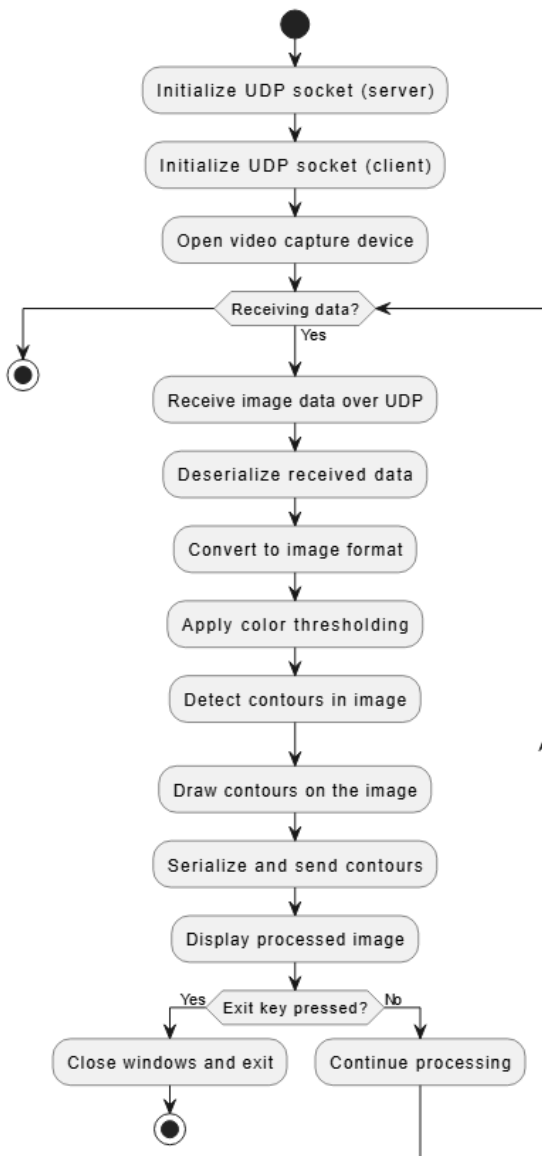 Initialize UDP socket (server)
Initialize UDP socket (client)
Open video capture device
Receiving data?
Yes
Receive image data over UDP
Deserialize received data
Convert to image format
Apply color thresholding
Detect contours in image
Draw contours on the image
Serialize and send contours
Display processed image
Yes
Exit key pressed?
No
Close windows and exit
Continue processing